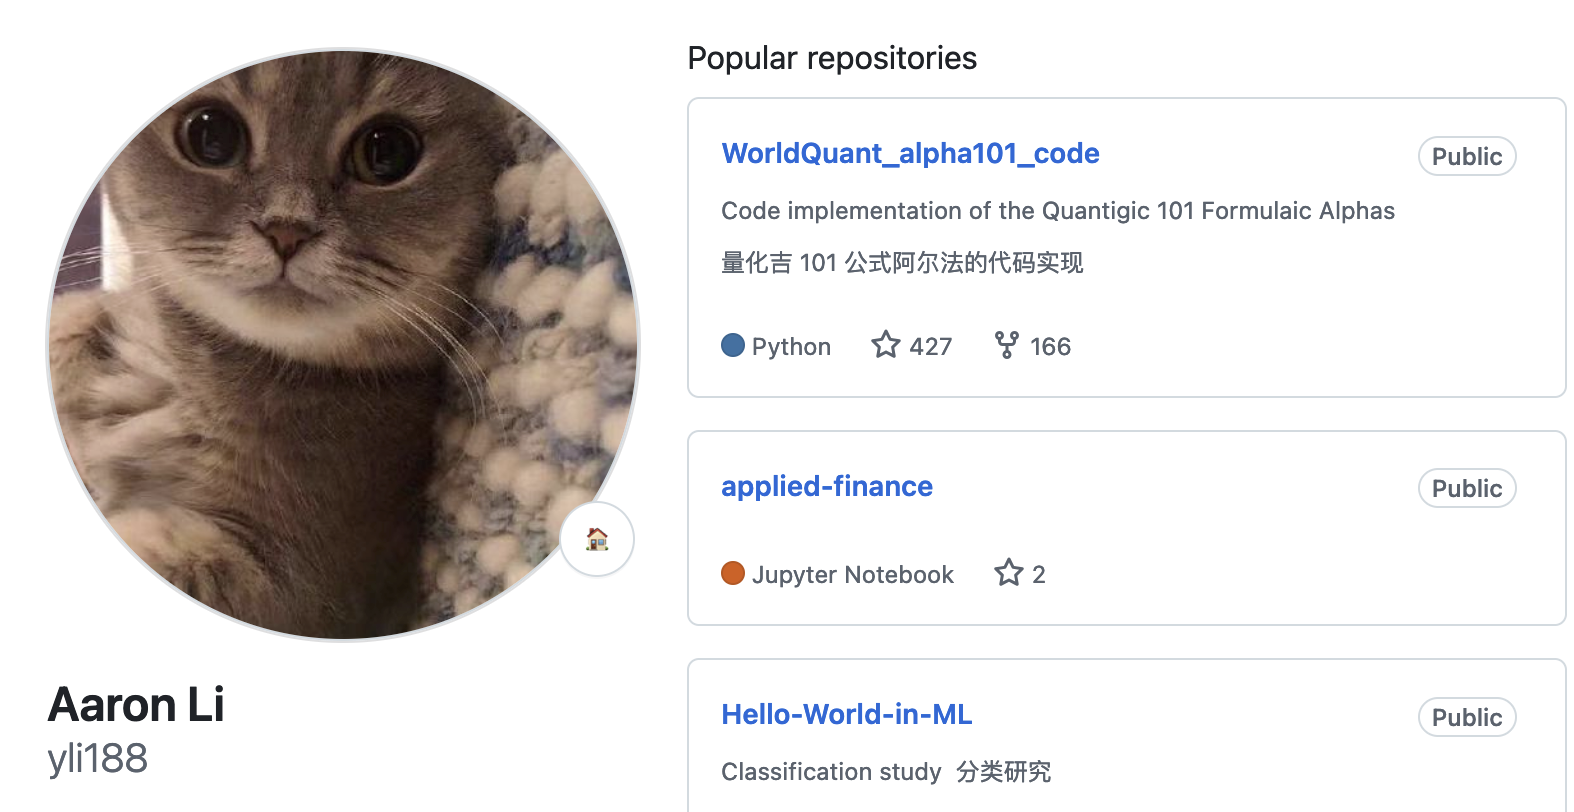 Popular repositories
WorldQuant_alpha101_code
Public
Code implementation of the Quantigic 101 Formulaic Alphas
量化吉 101 公式阿尔法的代码实现
Python 427 166
applied-finance
Public
Jupyter Notebook 2
Hello-World-in-ML
Public
Classification study 分类研究
Aaron Li
yli188